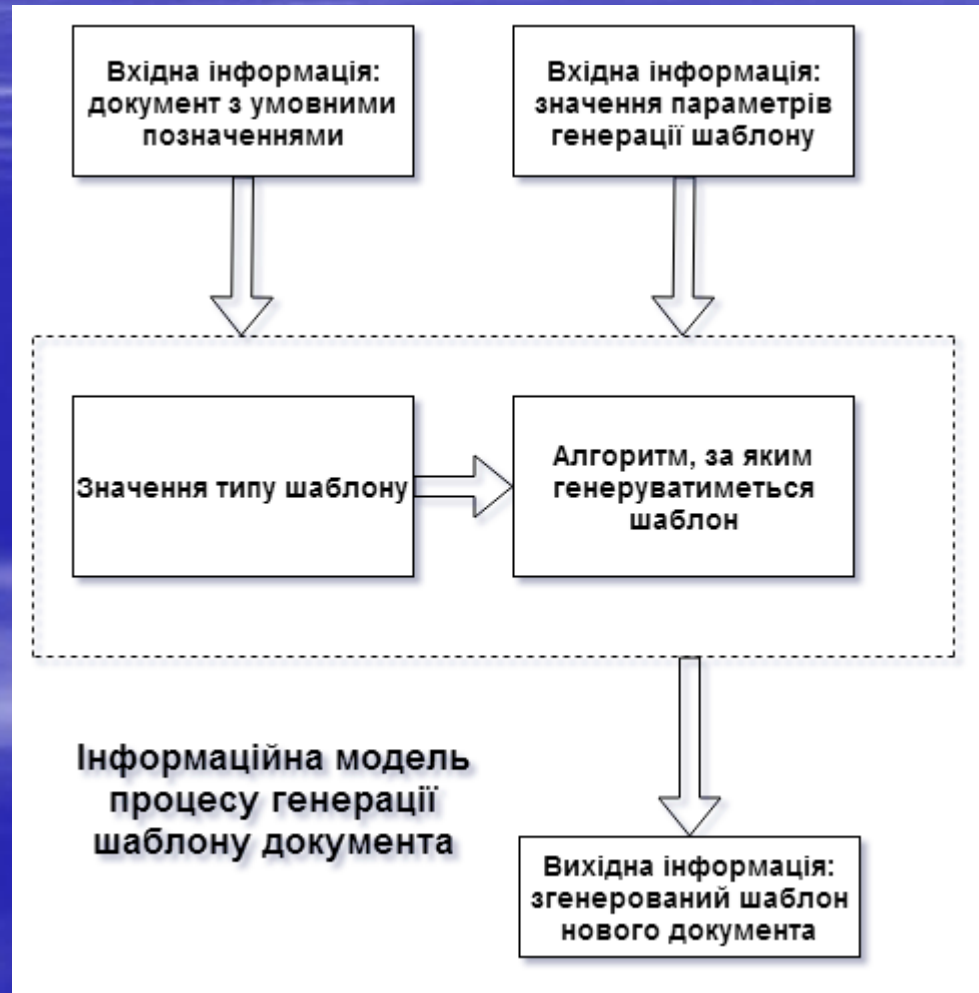 Вхідна інформація:
документ з умовними
позначеннями
Вхідна інформація:
значення параметрів
генерації шаблону
Значення типу шаблону
Алгоритм, за яким
генеруватиметься
шаблон
Інформаційна модель
процесу генерації
шаблону документа
Вихідна інформація:
згенерований шаблон
нового документа